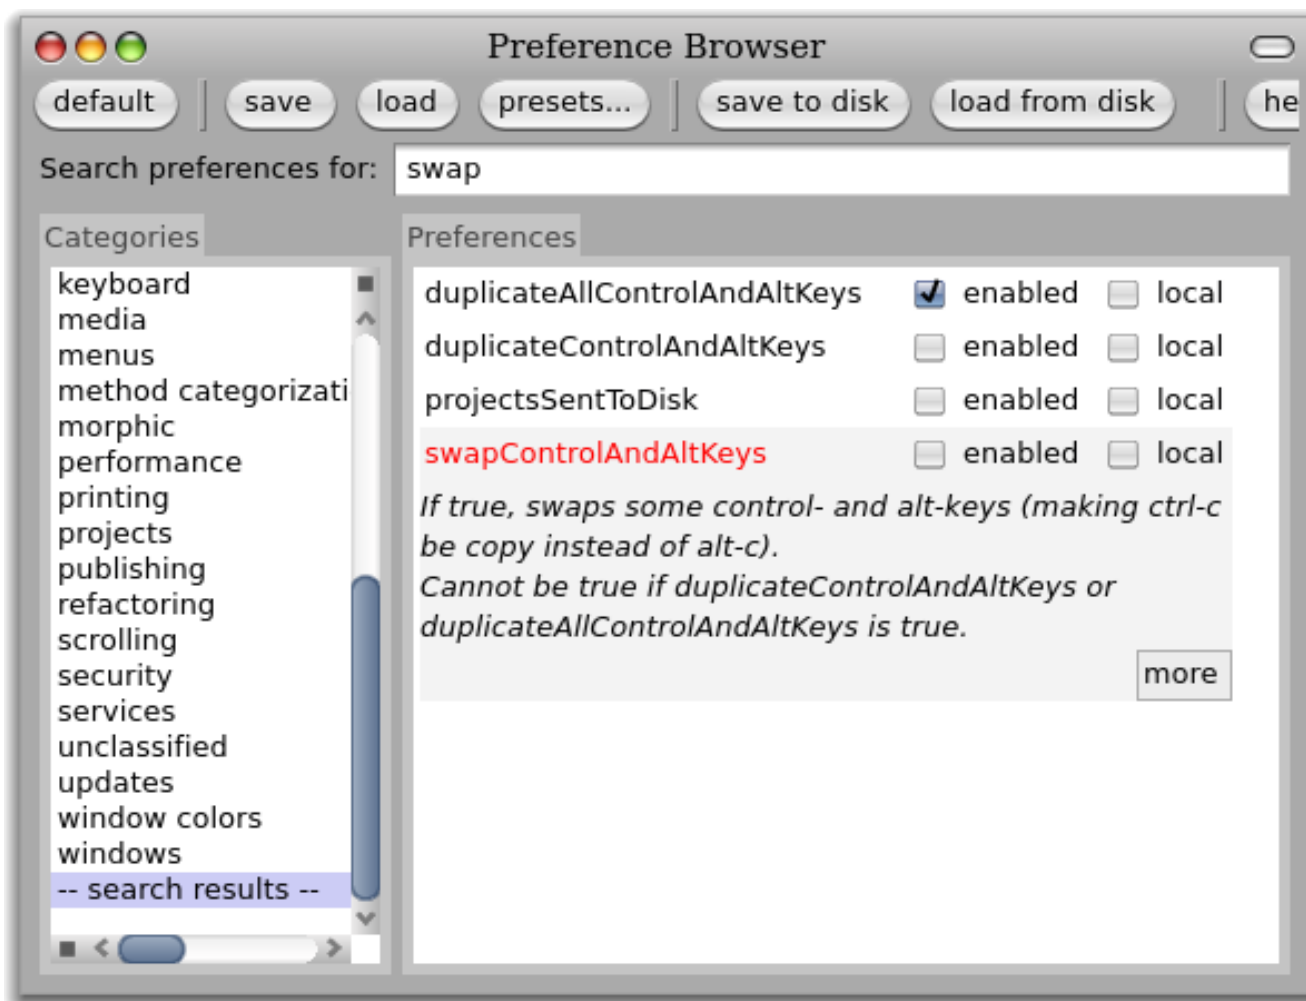 Preference Browser
default save load presets... save to disk load from disk he
Search preferences for: swap
Categories
keyboard
media
menus
method categorizati
morphic
performance
printing
projects
publishing
refactoring
scrolling
security
services
unclassified
updates
window colors
windows
-- search results --
Preferences
duplicateAllControlAndAltKeys enabled local
duplicateControlAndAltKeys enabled local
projectsSentToDisk enabled local
swapControlAndAltKeys enabled local
If true, swaps some control- and alt-keys (making ctrl-c
be copy instead of alt-c).
Cannot be true if duplicateControlAndAltKeys or
duplicateAllControlAndAltKeys is true.
more